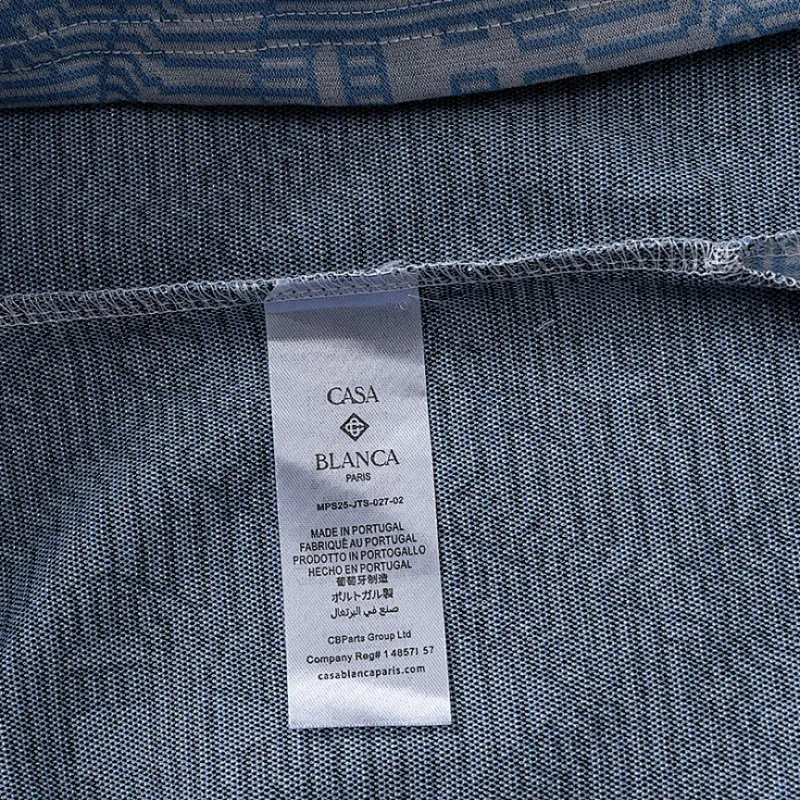 CASA
BLANCA
PARIS
MPS25-JTS-027-02
MADE IN PORTUGAL
FABRIQUÉ AU PORTUGAL
PRODOTTO IN PORTOGALLO
HECHO EN PORTUGAL
葡萄牙制造
ポルトガル製
صنع في البرتغال
CBParts Group Ltd
Company Reg# 1 4857I 57
casablancaparis.com